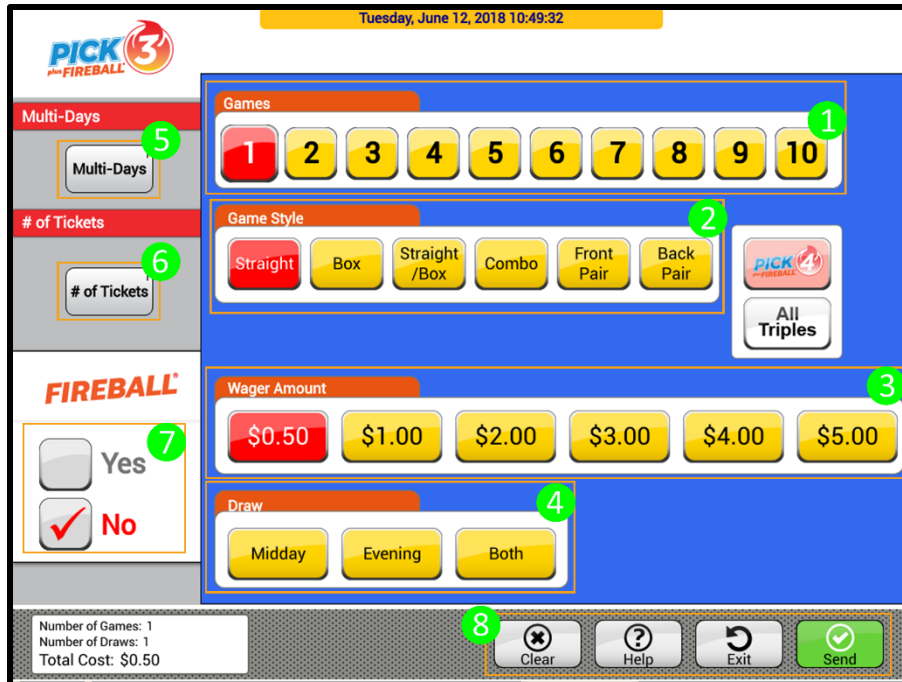 Tuesday, June 12, 2018 10:49:32
PICK 3
plus FIREBALL
Multi-Days
5
Multi-Days
# of Tickets
6
# of Tickets
FIREBALL
7
Yes
No
Games
1
1 2 3 4 5 6 7 8 9 10
Game Style
2
Straight
Box
Straight
/Box
Combo
Front
Pair
Back
Pair
PICK 4
plus FIREBALL
All
Triples
Wager Amount
3
$0.50 $1.00 $2.00 $3.00 $4.00 $5.00
Draw
4
Midday Evening Both
Number of Games: 1
Number of Draws: 1
Total Cost: $0.50
8
Clear Help Exit Send